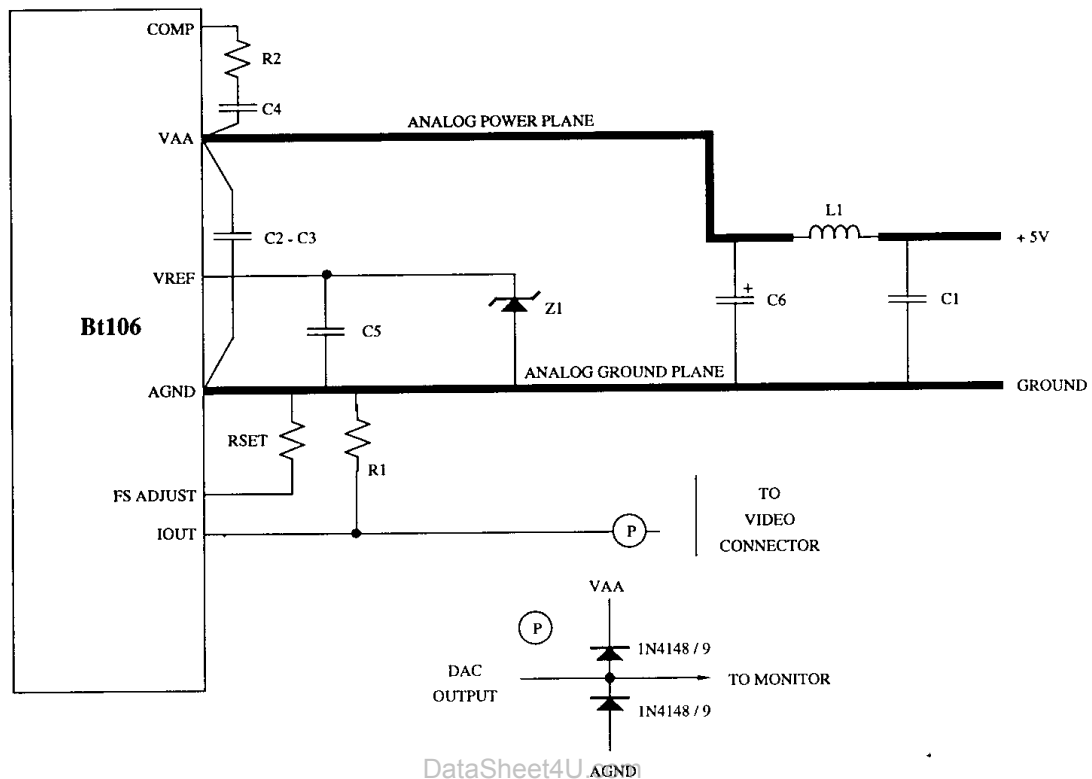 COMP
R2
C4
ANALOG POWER PLANE
VAA
L1
C2 - C3
+ 5V
VREF
+
C6
C1
Z1
Bt106
C5
ANALOG GROUND PLANE
AGND
GROUND
RSET
R1
FS ADJUST
TO
VIDEO
CONNECTOR
IOUT
P
VAA
P
1N4148 / 9
DAC
OUTPUT
TO MONITOR
1N4148 / 9
AGND
DataSheet4U.com